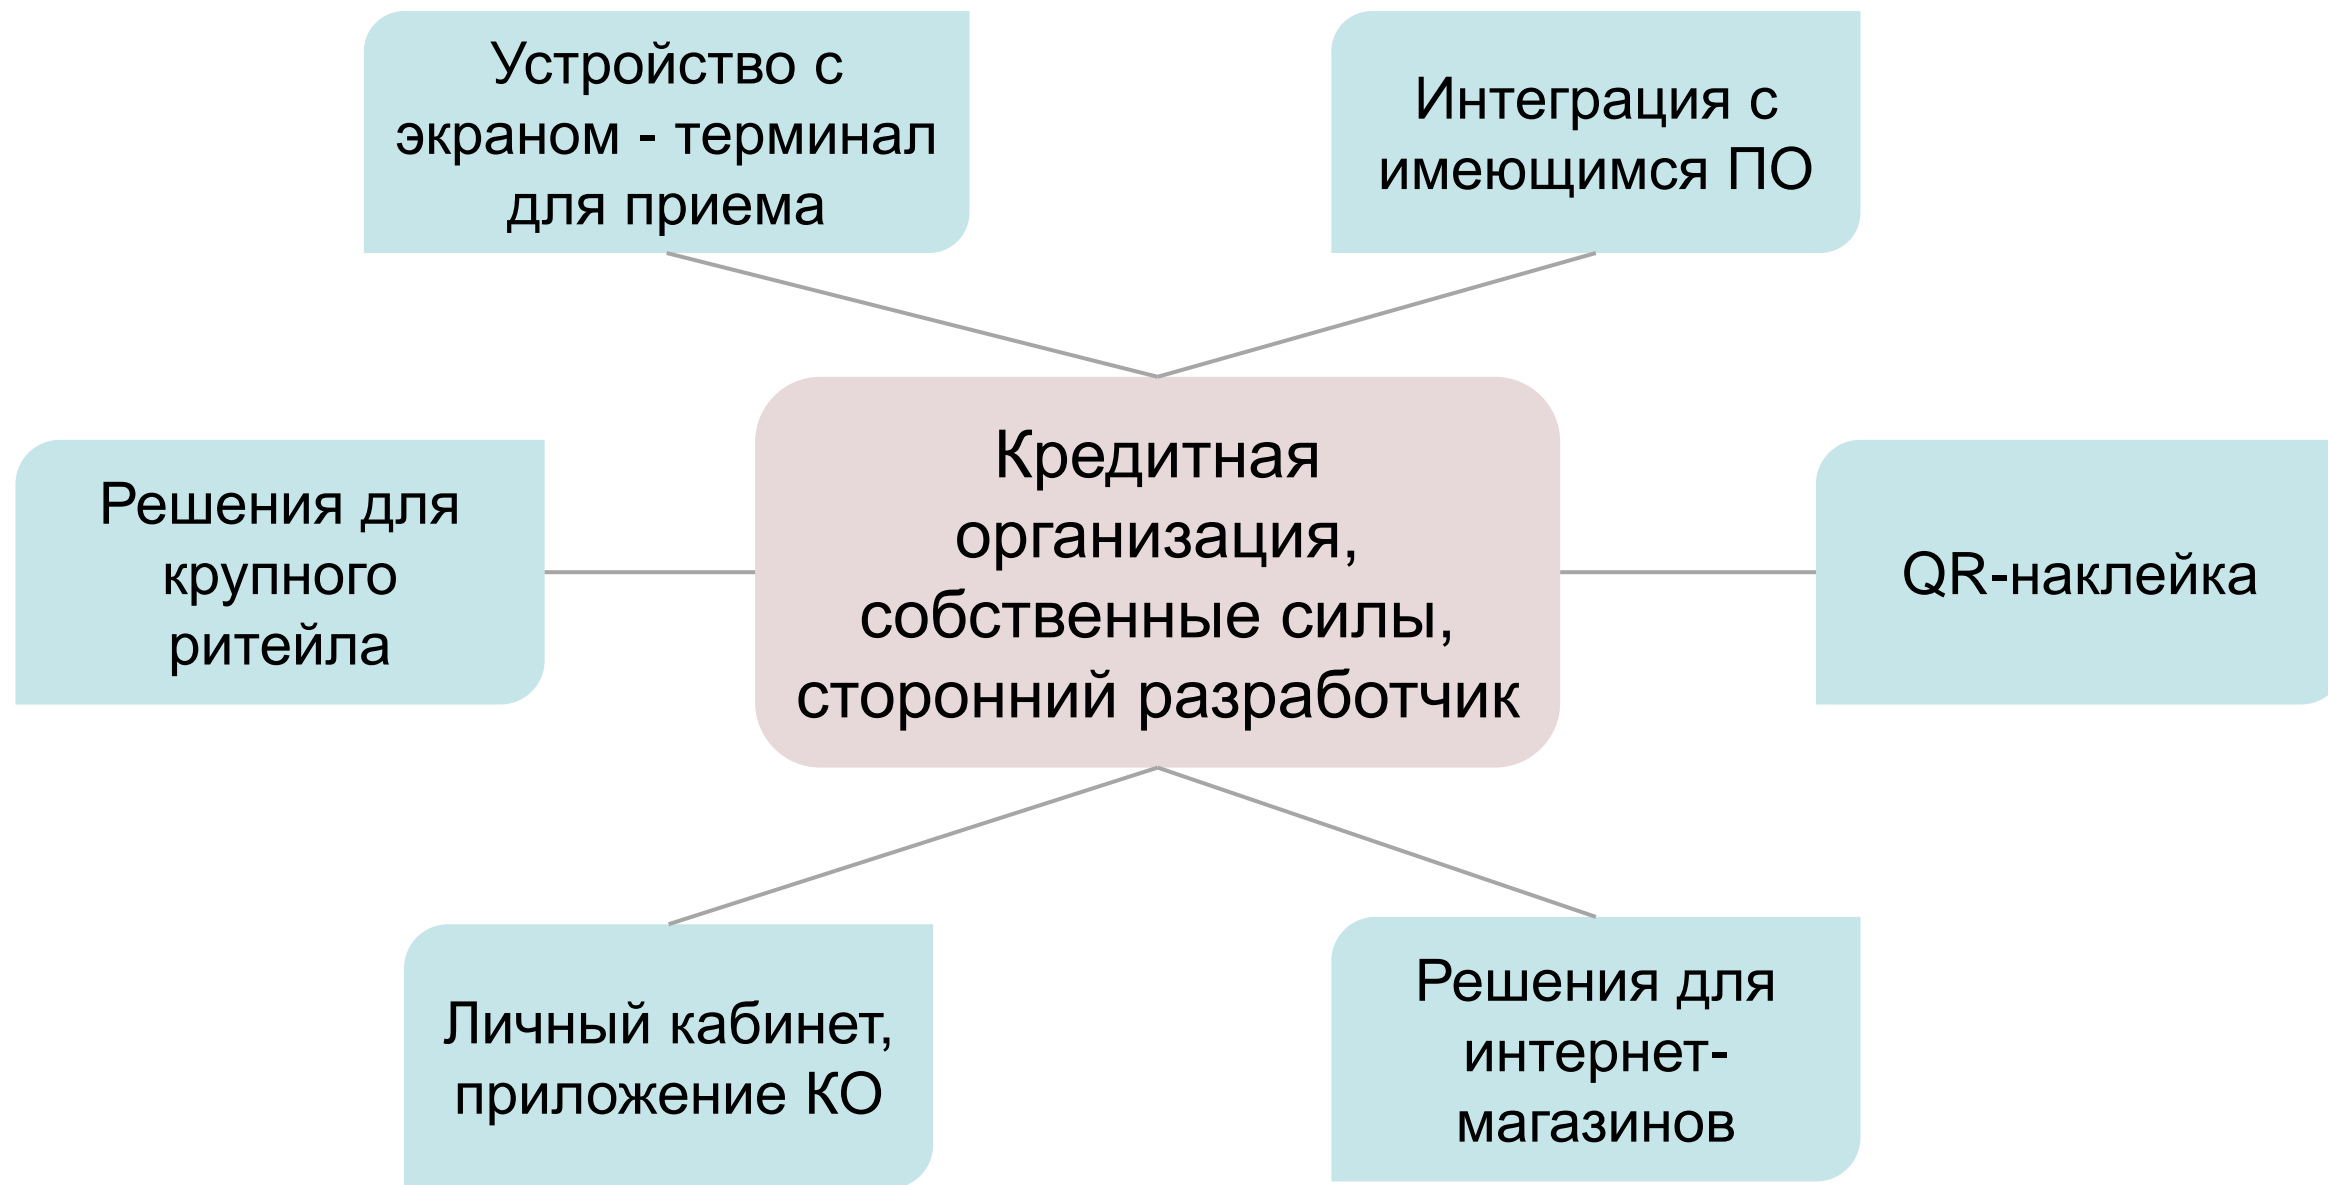 Устройство с
экраном - терминал
для приема
Интеграция с
имеющимся ПО
Решения для
крупного
ритейла
Кредитная
организация,
собственные силы,
сторонний разработчик
QR-наклейка
Личный кабинет,
приложение КО
Решения для
интернет-
магазинов